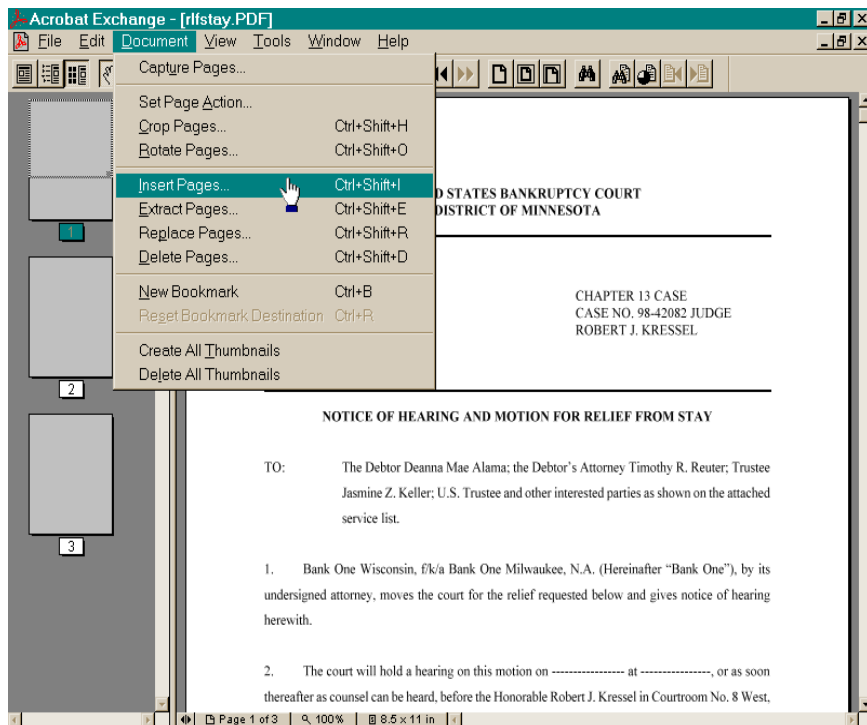 Acrobat Exchange - [rlfstay.PDF]
File Edit Document View Tools Window Help
Capture Pages...
Set Page Action...
Crop Pages... Ctrl+Shift+H
Rotate Pages... Ctrl+Shift+O
Insert Pages... Ctrl+Shift+I
Extract Pages... Ctrl+Shift+E
Replace Pages... Ctrl+Shift+R
Delete Pages... Ctrl+Shift+D
New Bookmark Ctrl+B
Reset Bookmark Destination Ctrl+R
Create All Thumbnails
Delete All Thumbnails
1
2
3
D STATES BANKRUPTCY COURT
DISTRICT OF MINNESOTA
CHAPTER 13 CASE
CASE NO. 98-42082 JUDGE
ROBERT J. KRESSEL
NOTICE OF HEARING AND MOTION FOR RELIEF FROM STAY
TO: The Debtor Deanna Mae Alama; the Debtor's Attorney Timothy R. Reuter; Trustee
Jasmine Z. Keller; U.S. Trustee and other interested parties as shown on the attached
service list.
1. Bank One Wisconsin, f/k/a Bank One Milwaukee, N.A. (Hereinafter “Bank One”), by its
undersigned attorney, moves the court for the relief requested below and gives notice of hearing
herewith.
2. The court will hold a hearing on this motion on ----------------- at ----------------, or as soon
thereafter as counsel can be heard, before the Honorable Robert J. Kressel in Courtroom No. 8 West,
Page 1 of 3 100% 8.5 x 11 in